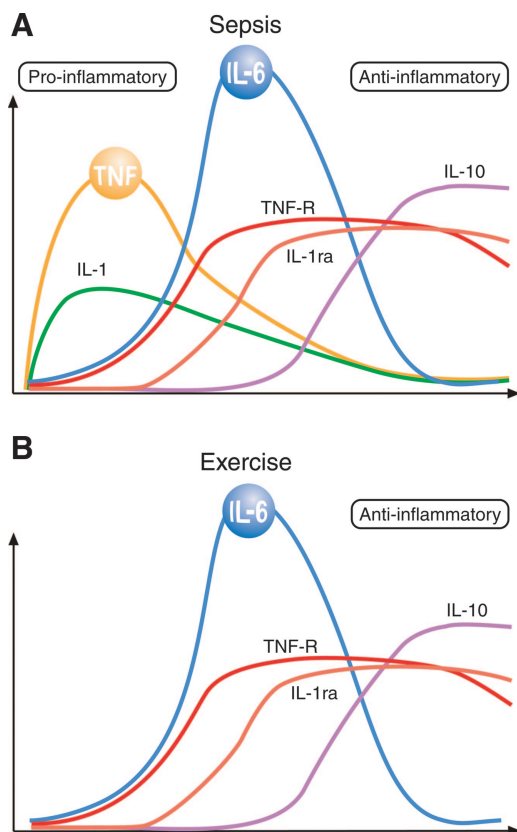 A
Sepsis
Pro-inflammatory
IL-6
Anti-inflammatory
TNF
IL-10
TNF-R
IL-1ra
IL-1
B
Exercise
IL-6
Anti-inflammatory
IL-10
TNF-R
IL-1ra